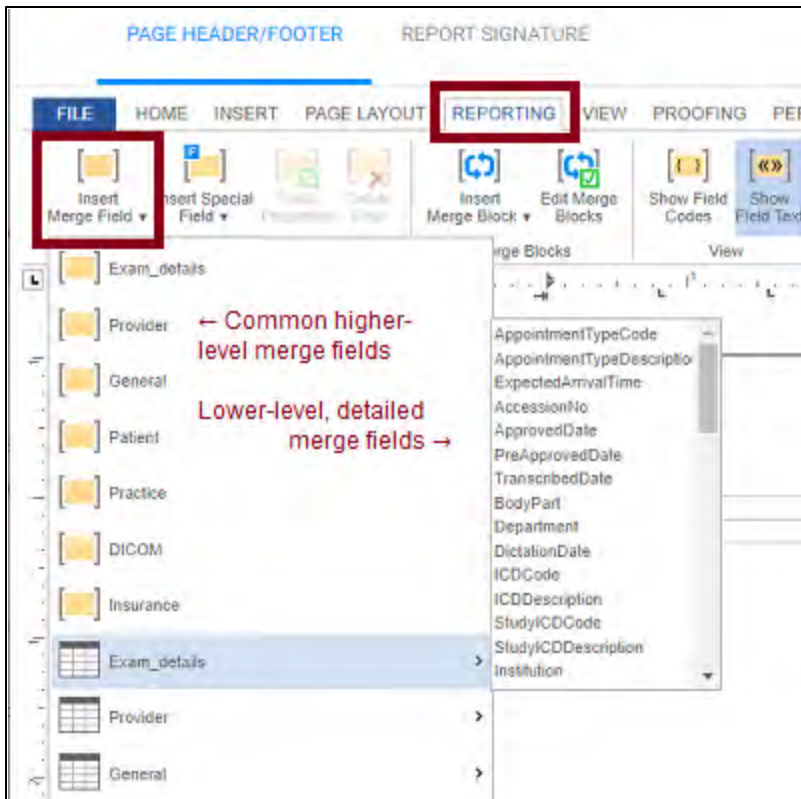 PAGE HEADER/FOOTER REPORT SIGNATURE
FILE HOME INSERT PAGE LAYOUT REPORTING VIEW PROOFING PER
Insert Merge Field
Insert Special Field
Insert Merge Block
Edit Merge Blocks
Show Field Codes
Show Field Text
rge Blocks
View
Exam_details
Provider
General
Patient
Practice
DICOM
Insurance
Exam_details
Provider
General
← Common higher-
level merge fields
Lower-level, detailed
merge fields →
AppointmentTypeCode
AppointmentTypeDescriptio
ExpectedArrivalTime
AccessionNo
ApprovedDate
PreApprovedDate
TranscribedDate
BodyPart
Department
DictationDate
ICDCode
ICDDescription
StudyICDCode
StudyICDDescription
Institution